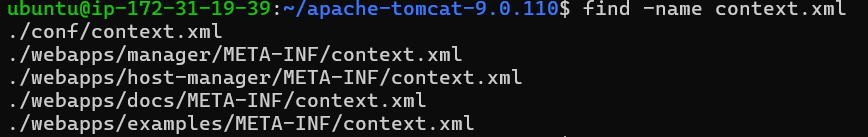 ubuntu@ip-172-31-19-39:~/apache-tomcat-9.0.110$ find -name context.xml
./conf/context.xml
./webapps/manager/META-INF/context.xml
./webapps/host-manager/META-INF/context.xml
./webapps/docs/META-INF/context.xml
./webapps/examples/META-INF/context.xml